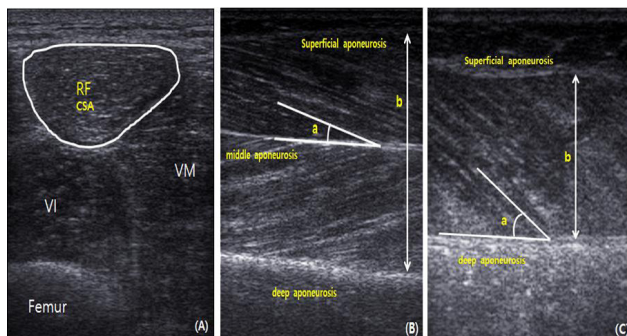 RF
CSA
VM
VI
Femur
(A)
Superficial aponeurosis
b
a
middle aponeurosis
deep aponeurosis
(B)
Superficial aponeurosis
b
a
deep aponeurosis
(C)